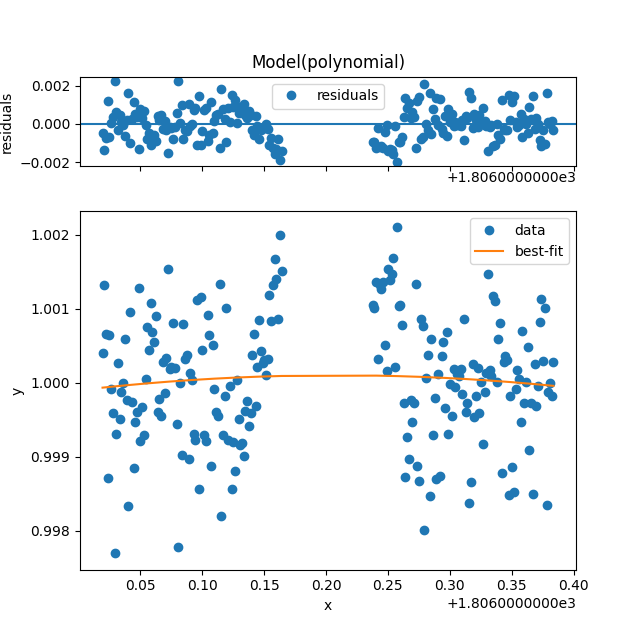 Model(polynomial)
residuals
0.002
0.000
−0.002
residuals
+1.8060000000e3
y
1.002
1.001
1.000
0.999
0.998
data
best-fit
0.05 0.10 0.15 0.20 0.25 0.30 0.35 0.40
x
+1.8060000000e3